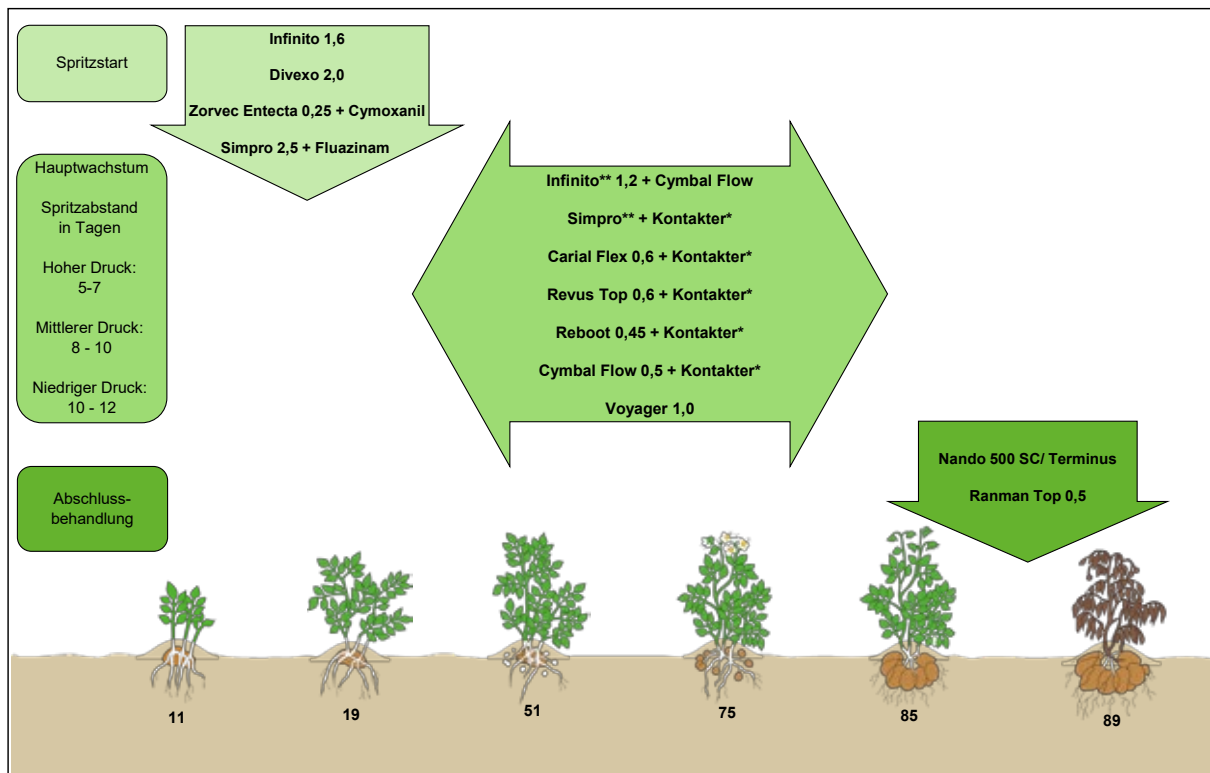 Spritzstart
Infinito 1,6
Divexo 2,0
Zorvec Entecta 0,25 + Cymoxanil
Simpro 2,5 + Fluazinam
Hauptwachstum
Spritzabstand
in Tagen
Hoher Druck:
5-7
Mittlerer Druck:
8 - 10
Niedriger Druck:
10 - 12
Infinito** 1,2 + Cymbal Flow
Simpro** + Kontakter*
Carial Flex 0,6 + Kontakter*
Revus Top 0,6 + Kontakter*
Reboot 0,45 + Kontakter*
Cymbal Flow 0,5 + Kontakter*
Voyager 1,0
Abschluss-
behandlung
Nando 500 SC/ Terminus
Ranman Top 0,5
11
19
51
75
85
89